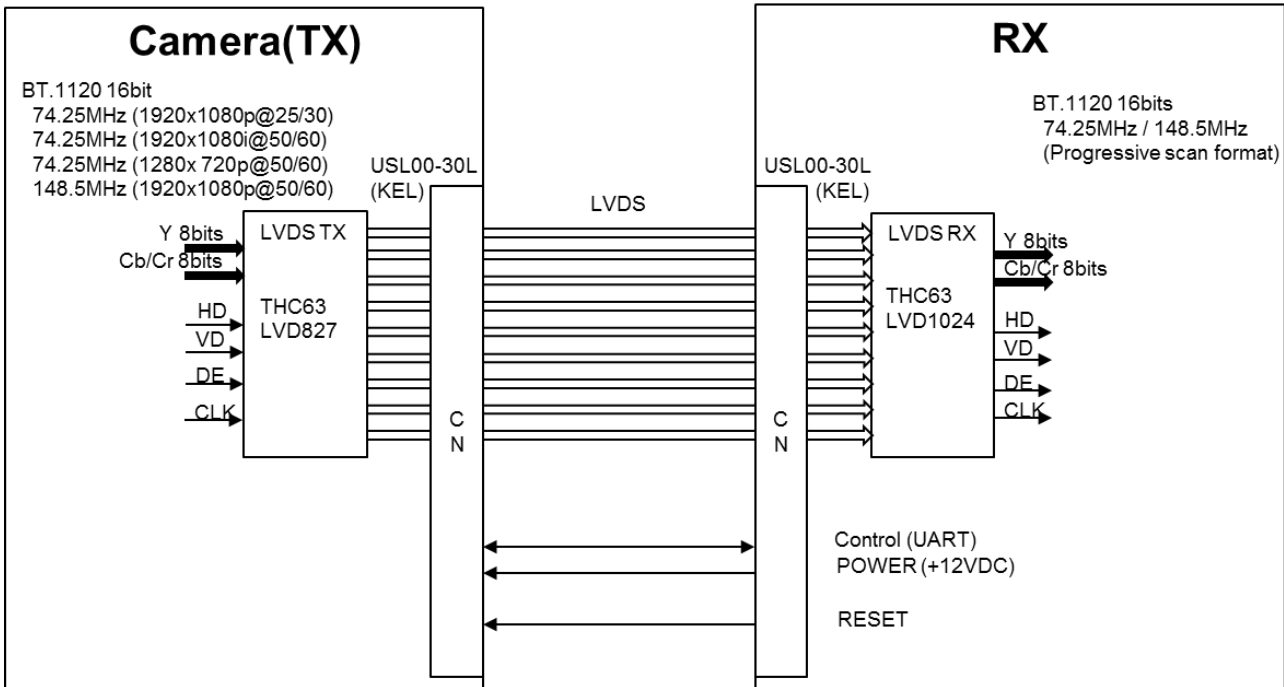 Camera(TX)
BT.1120 16bit
74.25MHz (1920x1080p@25/30)
74.25MHz (1920x1080i@50/60)
74.25MHz (1280x 720p@50/60)
148.5MHz (1920x1080p@50/60)
USL00-30L
(KEL)
Y 8bits
Cb/Cr 8bits
HD
VD
DE
CLK
LVDS TX
THC63
LVD827
C
N
LVDS
RX
BT.1120 16bits
74.25MHz / 148.5MHz
(Progressive scan format)
USL00-30L
(KEL)
C
N
LVDS RX
THC63
LVD1024
Y 8bits
Cb/Cr 8bits
HD
VD
DE
CLK
Control (UART)
POWER (+12VDC)
RESET